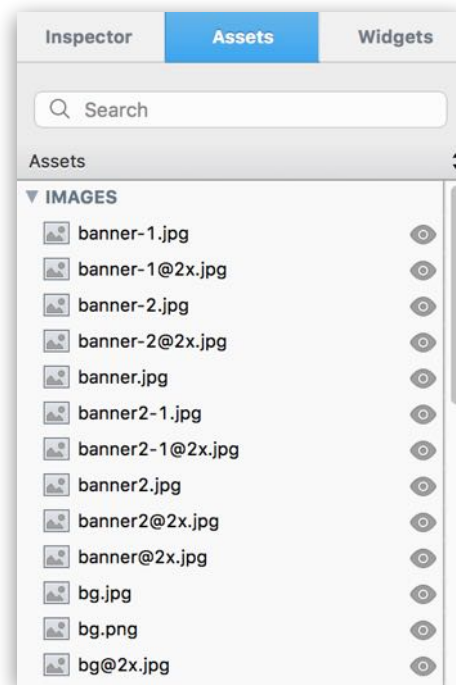 Inspector Assets Widgets
Search
Assets
IMAGES
banner-1.jpg
banner-1@2x.jpg
banner-2.jpg
banner-2@2x.jpg
banner.jpg
banner2-1.jpg
banner2-1@2x.jpg
banner2.jpg
banner2@2x.jpg
banner@2x.jpg
bg.jpg
bg.png
bg@2x.jpg